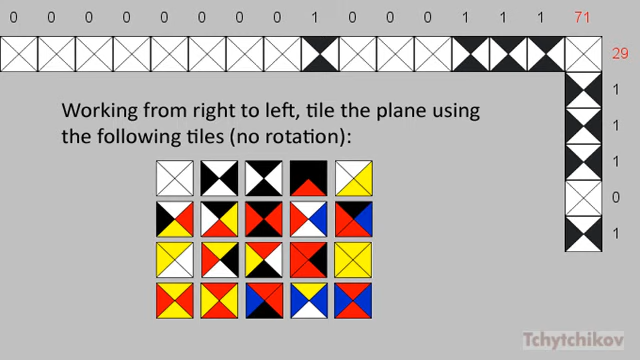 0 0 0 0 0 0 0 0 1 0 0 0 1 1 1 71
29
1
1
Working from right to left, tile the plane using
the following tiles (no rotation):
1
0
1
Tchytchikov